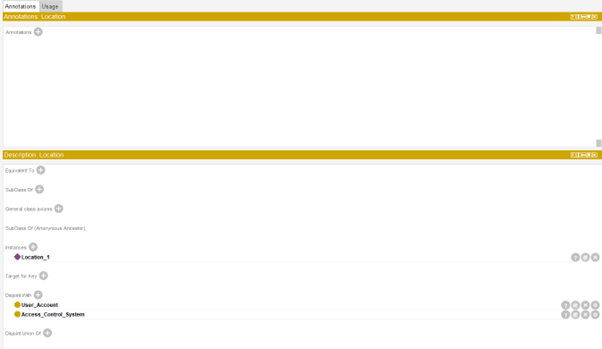 Annotations Usage
Annotations: Location
Annotations
Description: Location
Equivalent To
SubClass Of
General class axioms
SubClass Of (Anonymous Ancestor)
Instances
Location_1
Target for Key
Disjoint With
User_Account
Access_Control_System
Disjoint Union Of